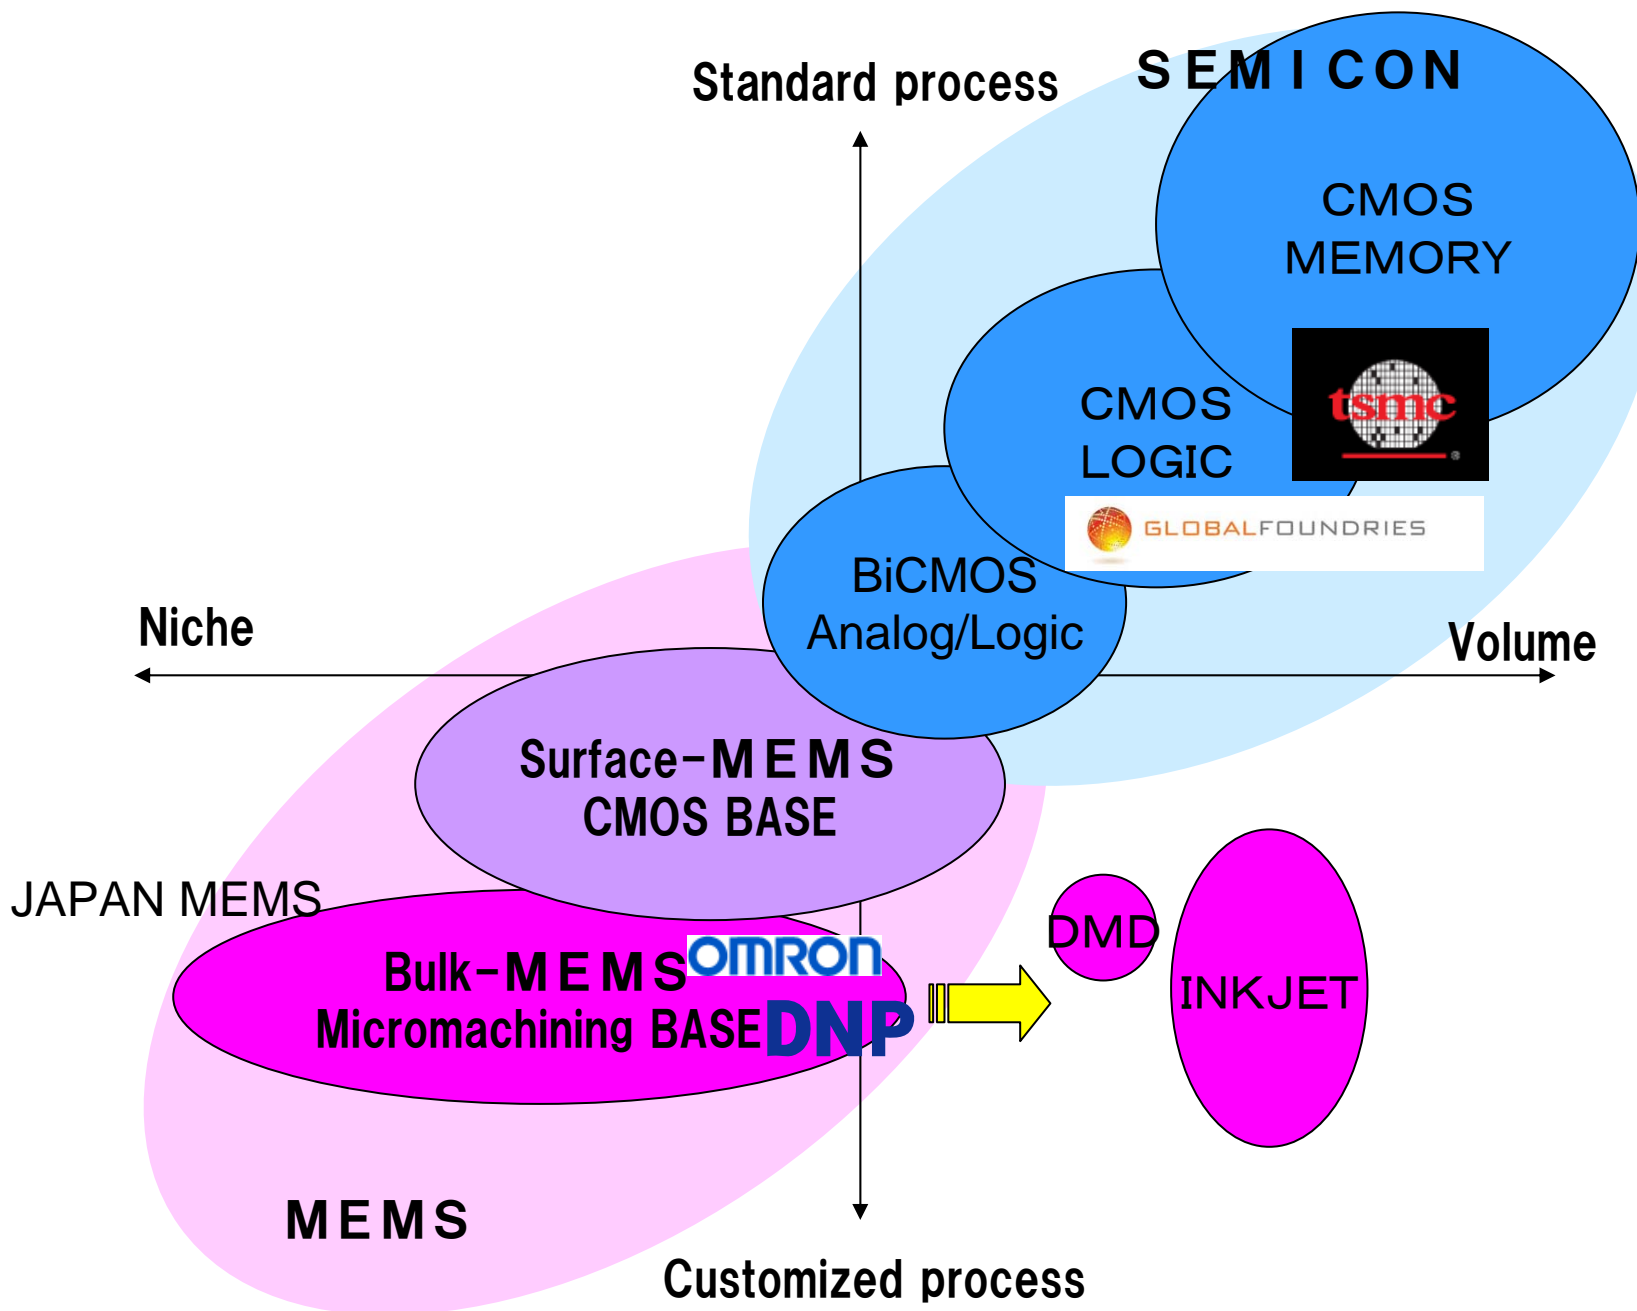 Standard process
SEMICON
CMOS
MEMORY
tsmc
®
CMOS
LOGIC
GLOBALFOUNDRIES
BiCMOS
Analog/Logic
Niche
Volume
Surface-MEMS
CMOS BASE
JAPAN MEMS
Bulk-MEMS
Micromachining BASE
OMRON
DNP
DMD
INKJET
MEMS
Customized process